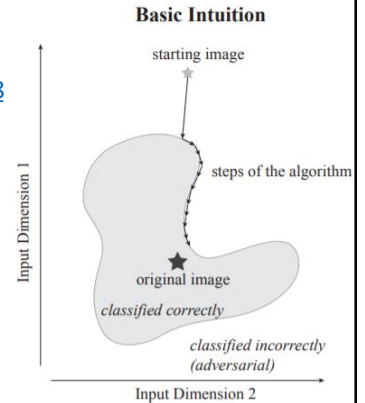 Basic Intuition
starting image
steps of the algorithm
Input Dimension 1
original image
classified correctly
classified incorrectly
(adversarial)
Input Dimension 2